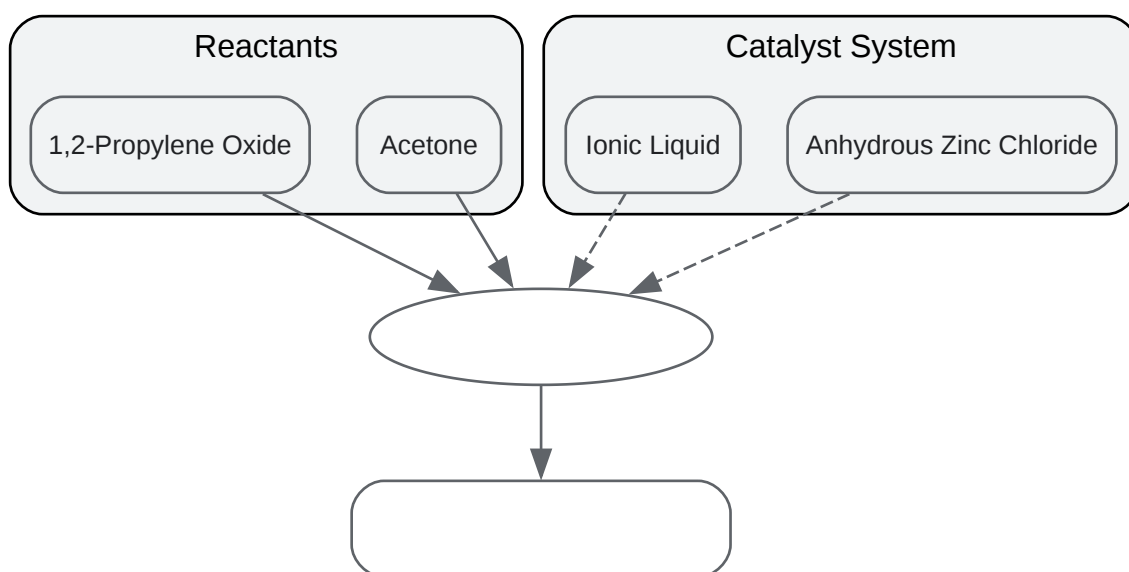 Reactants
Catalyst System
1,2-Propylene Oxide
Acetone
Ionic Liquid
Anhydrous Zinc Chloride